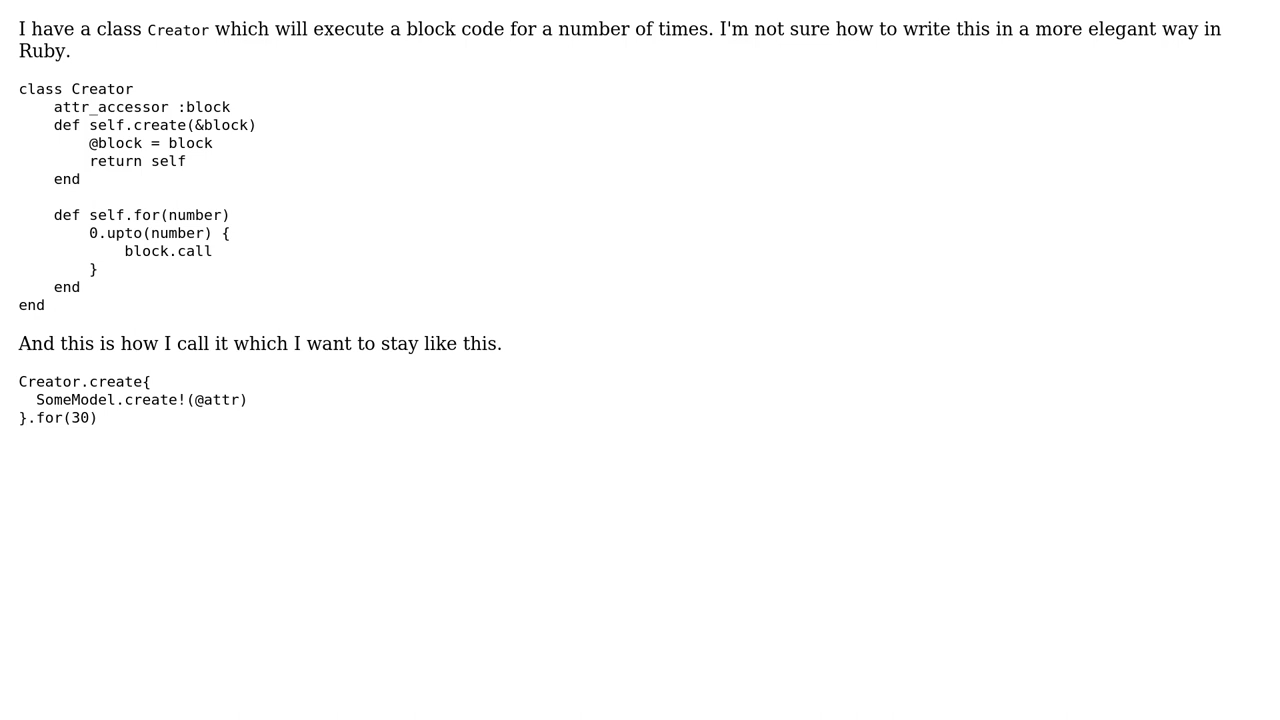 I have a class Creator which will execute a block code for a number of times. I'm not sure how to write this in a more elegant way in
Ruby.
class Creator
    attr_accessor :block
    def self.create(&block)
        @block = block
        return self
    end

    def self.for(number)
        0.upto(number) {
            block.call
        }
    end
end
And this is how I call it which I want to stay like this.
Creator.create{
  SomeModel.create!(@attr)
}.for(30)